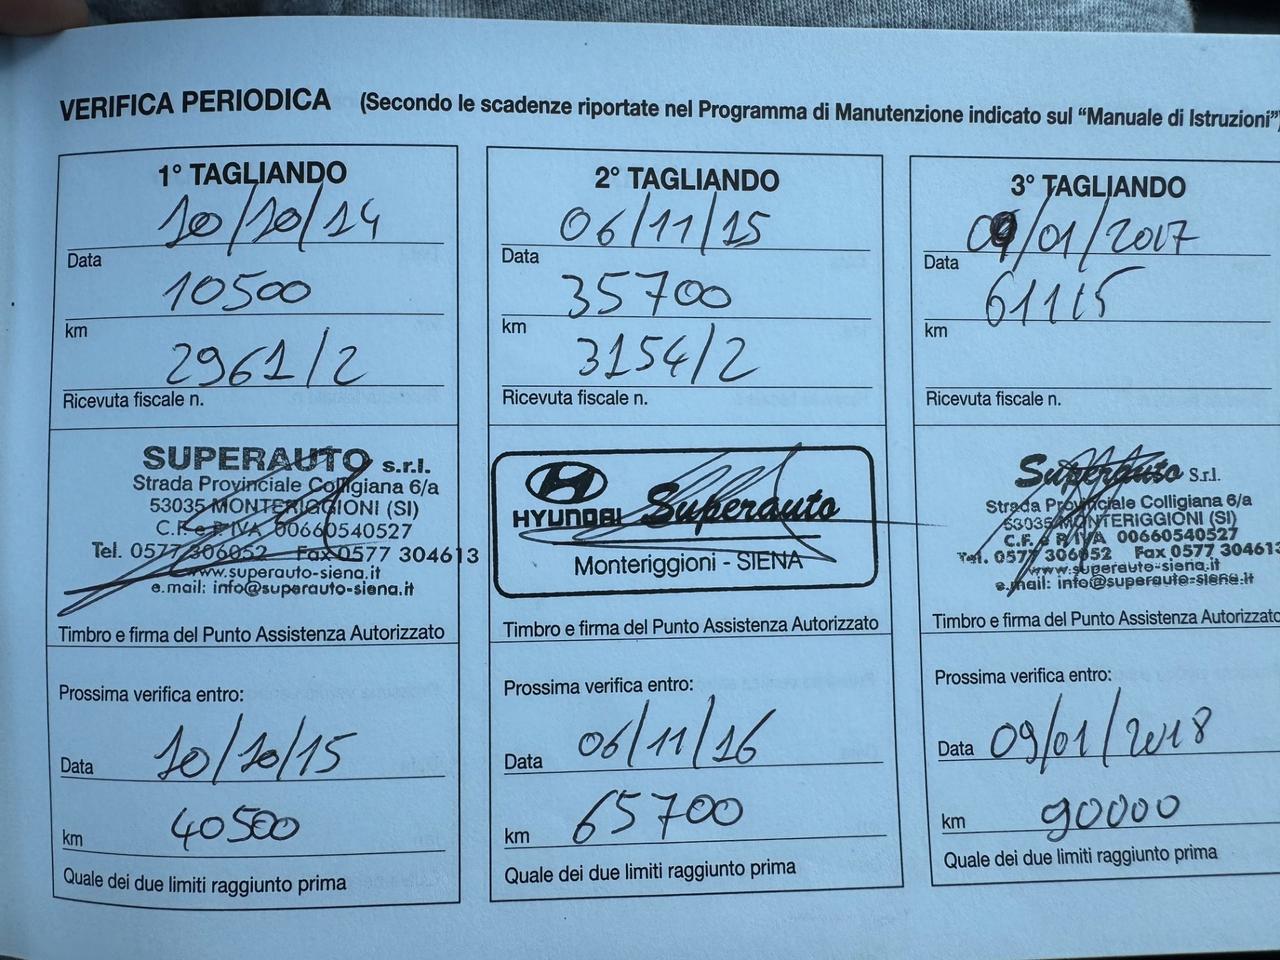 VERIFICA PERIODICA (Secondo le scadenze riportate nel Programma di Manutenzione indicato sul “Manuale di Istruzioni”)
1° TAGLIANDO
10/10/14
Data
10500
km
2961/2
Ricevuta fiscale n.
SUPERAUTO s.r.l.
Strada Provinciale Colligiana 6/a
53035 MONTERIGGIONI (SI)
C.F. e P. IVA 00660540527
Tel. 0577 306052 Fax 0577 304613
www.superauto-siena.it
e.mail: info@superauto-siena.it
Timbro e firma del Punto Assistenza Autorizzato
Prossima verifica entro:
Data 10/10/15
km 40500
Quale dei due limiti raggiunto prima
2° TAGLIANDO
06/11/15
Data
35700
km
3154/2
Ricevuta fiscale n.
HYUNDAI Superauto
Monteriggioni - SIENA
Timbro e firma del Punto Assistenza Autorizzato
Prossima verifica entro:
Data 06/11/16
km 65700
Quale dei due limiti raggiunto prima
3° TAGLIANDO
09/01/2017
Data
61115
km
Ricevuta fiscale n.
Superauto S.r.l.
Strada Provinciale Colligiana 6/a
53035 MONTERIGGIONI (SI)
C.F. e P. IVA 00660540527
Tel. 0577 306052 Fax 0577 304613
www.superauto-siena.it
e.mail: info@superauto-siena.it
Timbro e firma del Punto Assistenza Autorizzato
Prossima verifica entro:
Data 09/01/2018
km 90000
Quale dei due limiti raggiunto prima